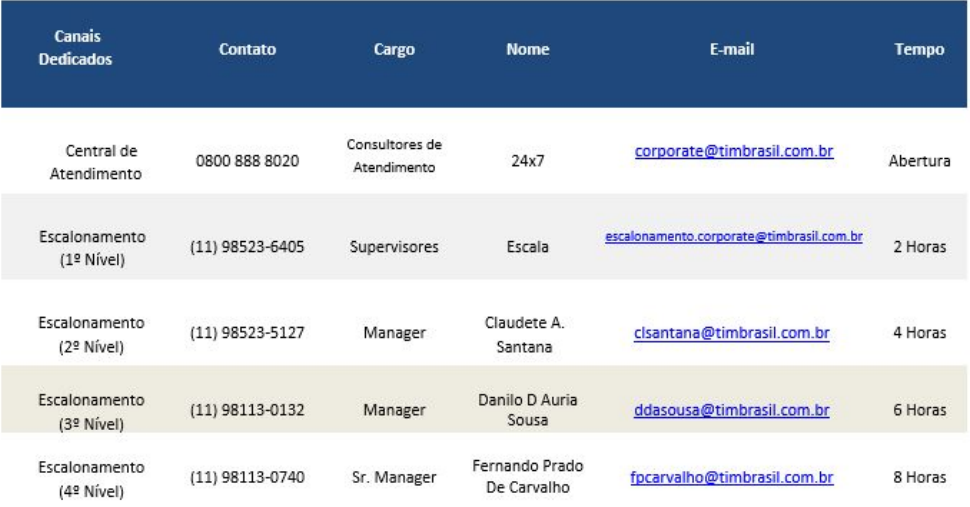 Canais Dedicados Contato Cargo Nome E-mail Tempo
Central de Atendimento 0800 888 8020 Consultores de Atendimento 24x7 corporate@timbrasil.com.br Abertura
Escalonamento (1º Nível) (11) 98523-6405 Supervisores Escala escalonamento.corporate@timbrasil.com.br 2 Horas
Escalonamento (2º Nível) (11) 98523-5127 Manager Claudete A. Santana clsantana@timbrasil.com.br 4 Horas
Escalonamento (3º Nível) (11) 98113-0132 Manager Danilo D Auria Sousa ddasousa@timbrasil.com.br 6 Horas
Escalonamento (4º Nível) (11) 98113-0740 Sr. Manager Fernando Prado De Carvalho fpcarvalho@timbrasil.com.br 8 Horas